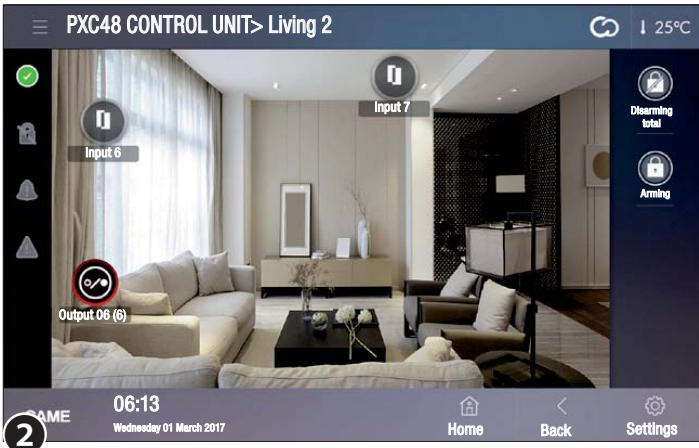 PXC48 CONTROL UNIT> Living 2
25°C
Input 7
Input 6
Disarming
total
Arming
Output 06 (6)
06:13
Wednesday 01 March 2017
Home
Back
Settings
2